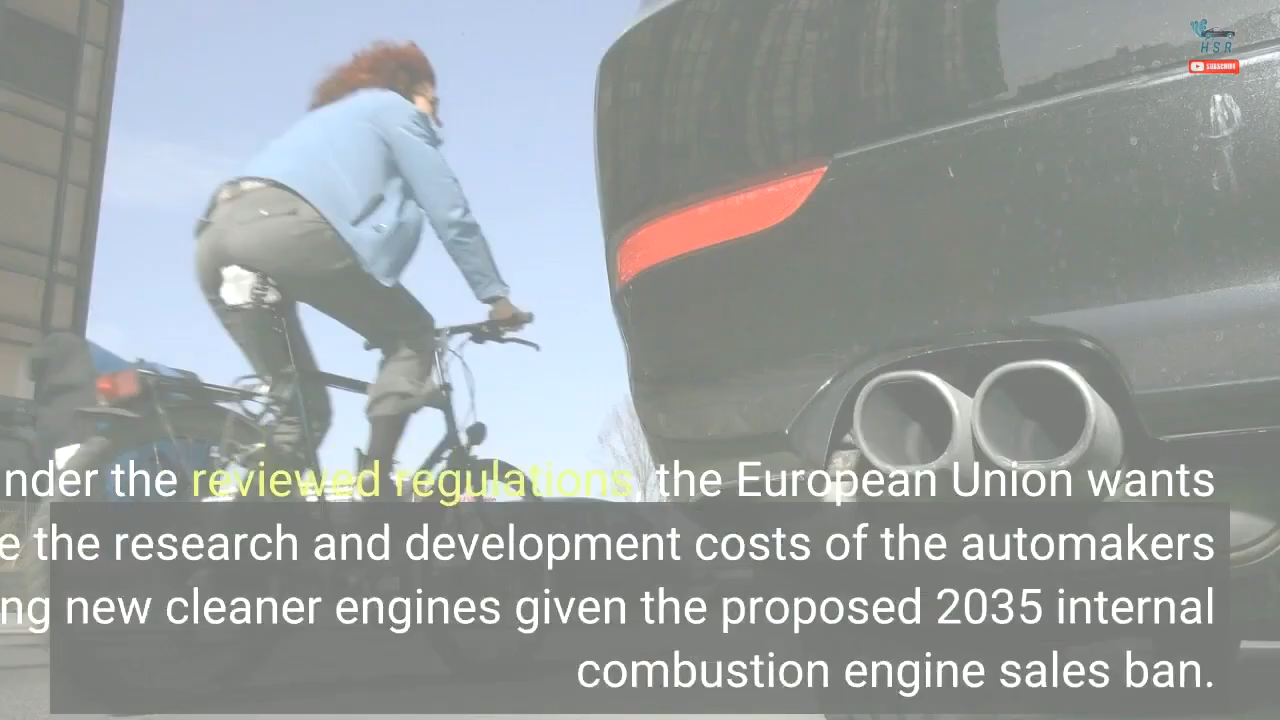 HSR
SUBSCRIBE
nder the reviewed regulations, the European Union wants
e the research and development costs of the automakers
ng new cleaner engines given the proposed 2035 internal
combustion engine sales ban.